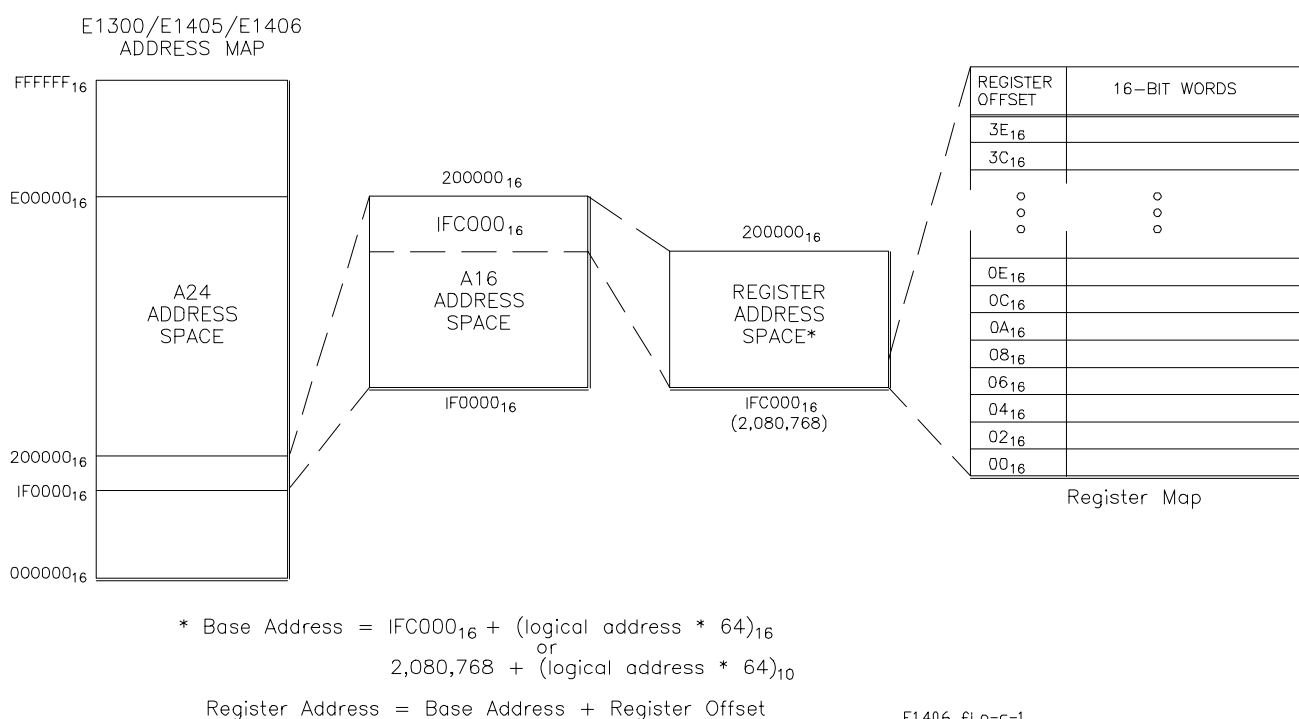 E1300/E1405/E1406
ADDRESS MAP
FFFFFF16
E0000016
A24
ADDRESS
SPACE
20000016
IF000016
00000016
20000016
IFC00016
A16
ADDRESS
SPACE
IF000016
20000016
REGISTER
ADDRESS
SPACE*
IFC00016
(2,080,768)
REGISTER
OFFSET
16-BIT WORDS
3E16
3C16
0E16
0C16
0A16
0816
0616
0416
0216
0016
Register Map
* Base Address = IFC00016 + (logical address * 64)16
or
2,080,768 + (logical address * 64)10
Register Address = Base Address + Register Offset